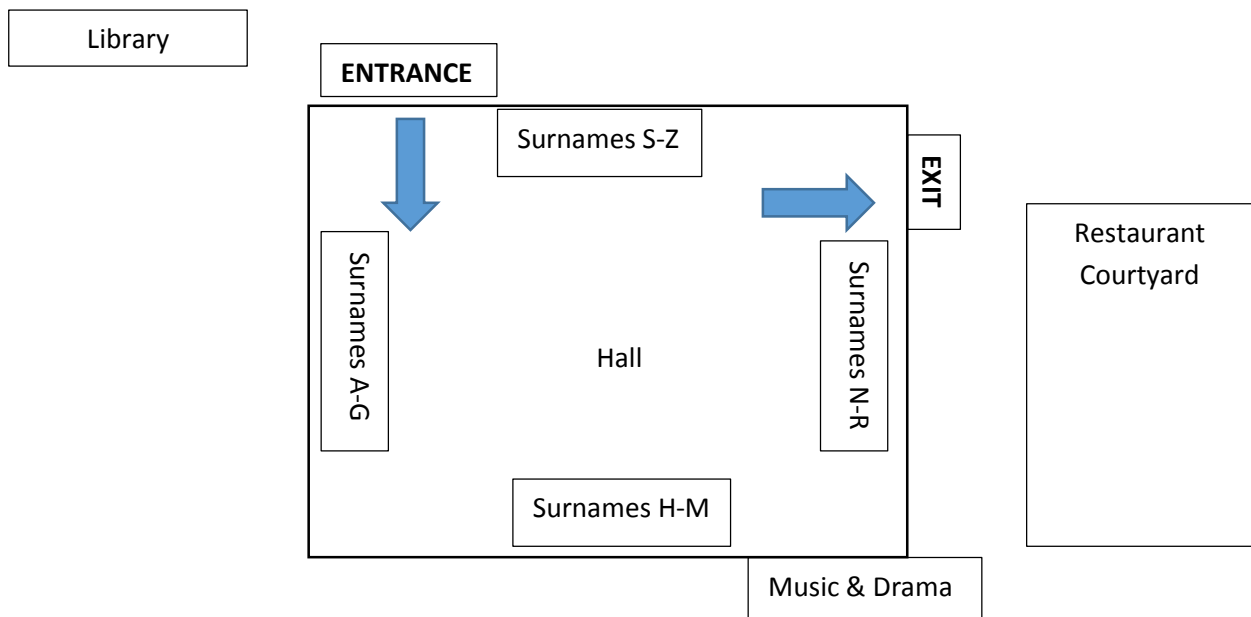 Library
ENTRANCE
Surnames S-Z
EXIT
Restaurant
Courtyard
Surnames A-G
Hall
Surnames N-R
Surnames H-M
Music & Drama